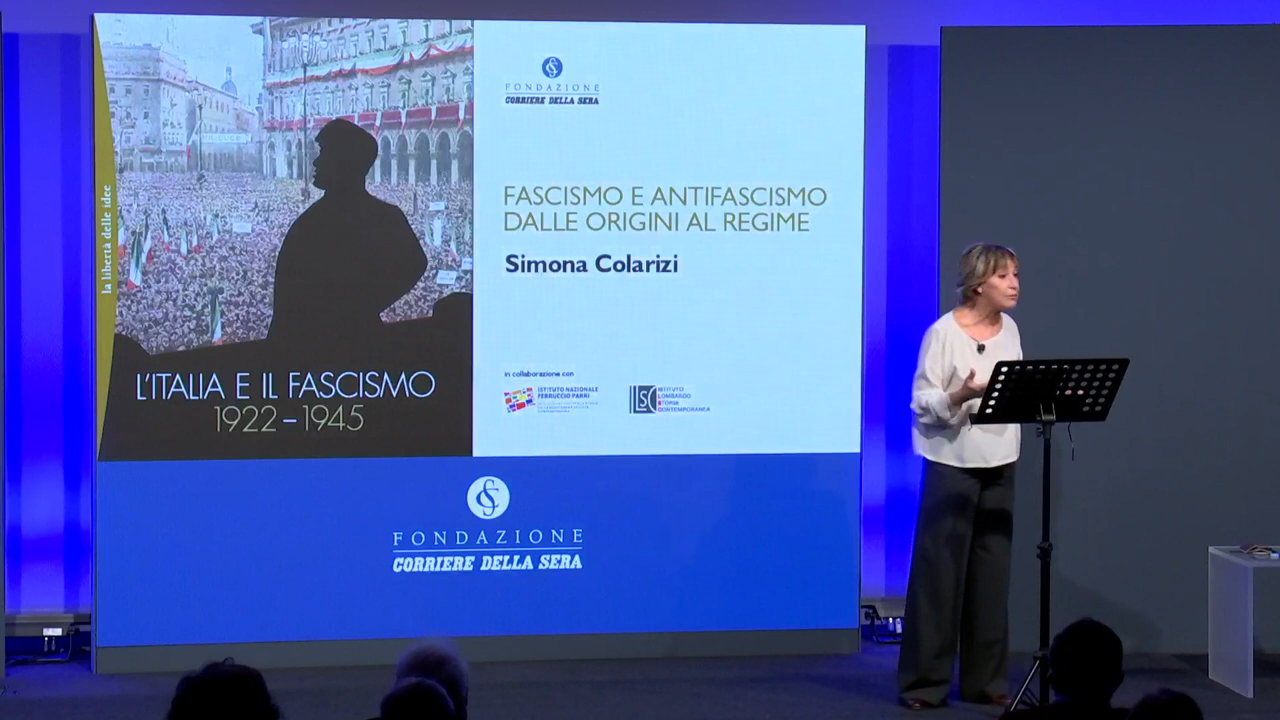 la libertà delle idee
L'ITALIA E IL FASCISMO
1922 – 1945
FONDAZIONE
CORRIERE DELLA SERA
FASCISMO E ANTIFASCISMO
DALLE ORIGINI AL REGIME
Simona Colarizi
in collaborazione con
ISTITUTO NAZIONALE
FERRUCCIO PARRI
ILSC
ISTITUTO
LOMBARDO
STORIA
CONTEMPORANEA
FONDAZIONE
CORRIERE DELLA SERA